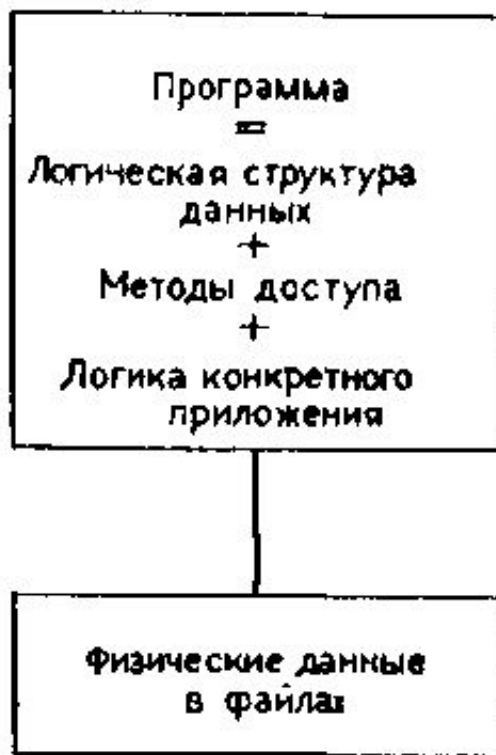 Программа
=
Логическая структура
данных
+
Методы доступа
+
Логика конкретного
приложения
Физические данные
в файлах